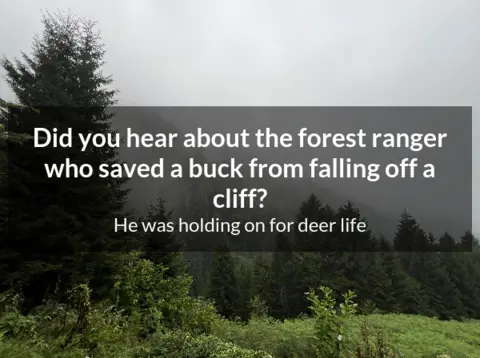 Did you hear about the forest ranger
who saved a buck from falling off a
cliff?
He was holding on for deer life